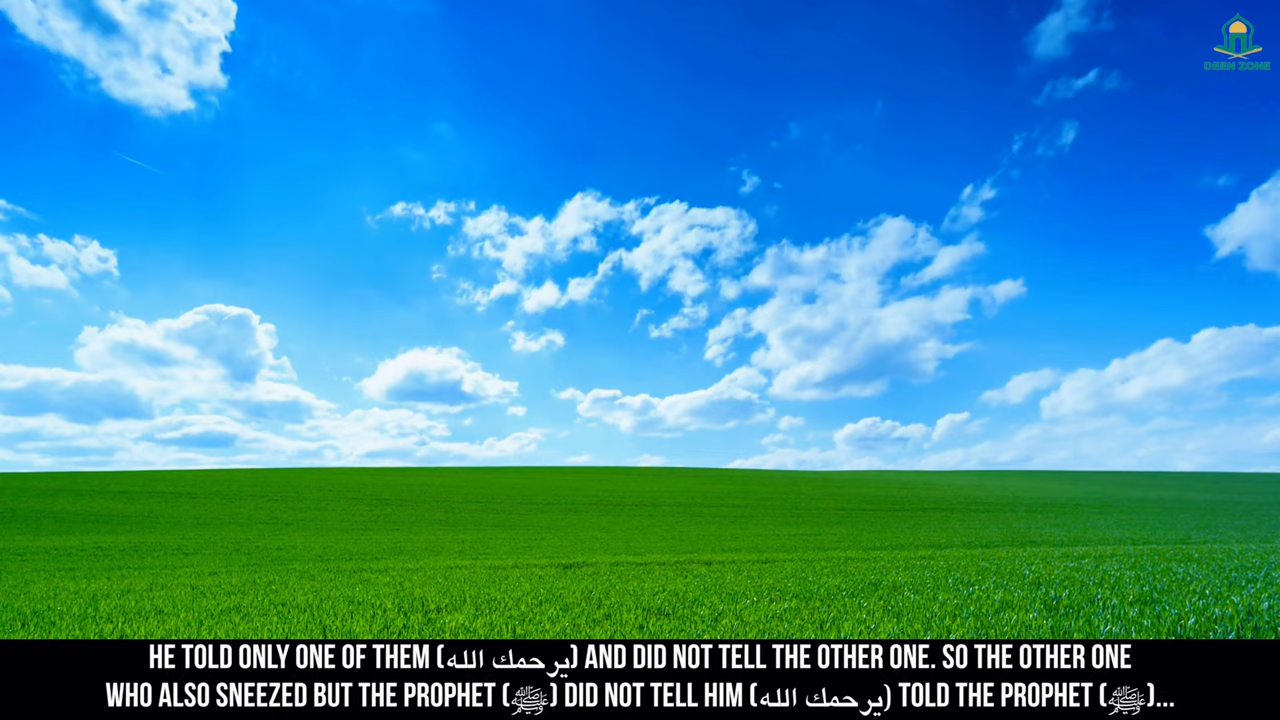 DEEN ZONE
HE TOLD ONLY ONE OF THEM (يرحمك الله) AND DID NOT TELL THE OTHER ONE. SO THE OTHER ONE
WHO ALSO SNEEZED BUT THE PROPHET (ﷺ) DID NOT TELL HIM (يرحمك الله) TOLD THE PROPHET (ﷺ)...